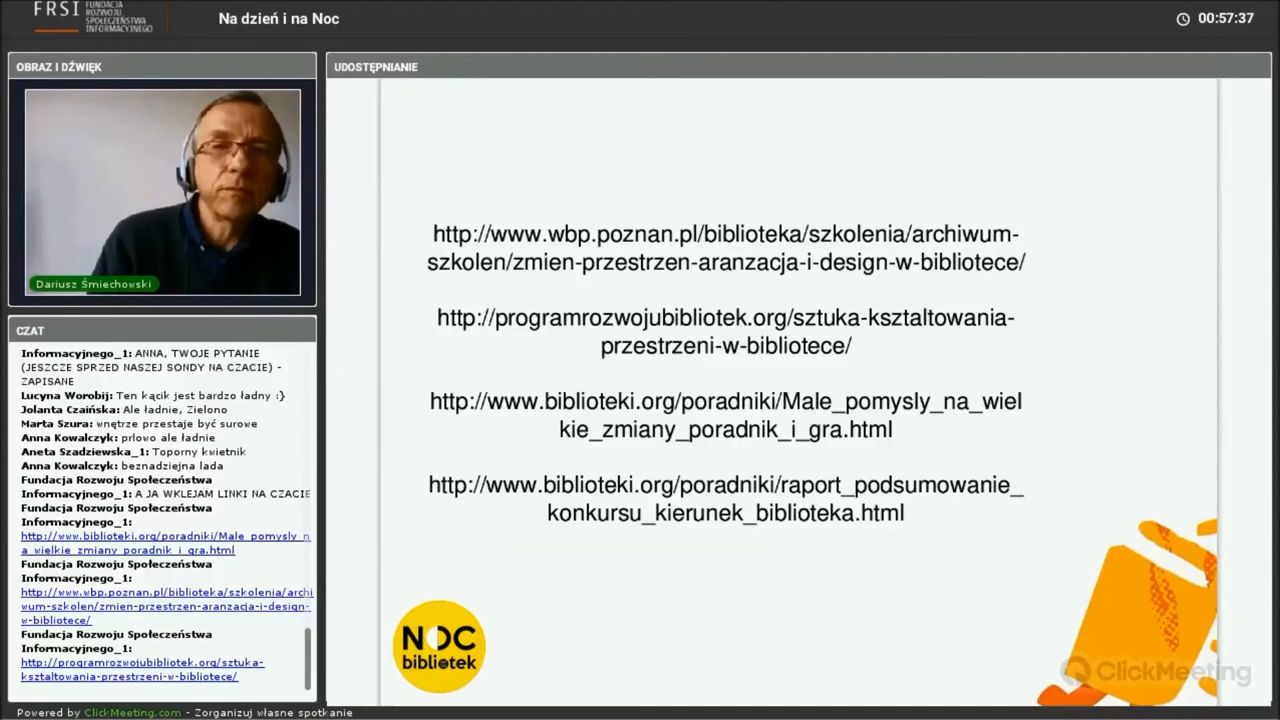 FRSI
FUNDACJA
ROZWOJU
SPOŁECZEŃSTWA
INFORMACYJNEGO
Na dzień i na Noc
00:57:37
OBRAZ I DŹWIĘK
Dariusz Śmiechowski
CZAT
Informacyjnego_1: ANNA, TWOJE PYTANIE
(JESZCZE SPRZED NASZEJ SONDY NA CZACIE) -
ZAPISANE
Lucyna Worobij: Ten kącik jest bardzo ładny :}
Jolanta Czaińska: Ale ładnie, Zielono
Marta Szura: wnętrze przestaje być surowe
Anna Kowalczyk: prlowo ale ładnie
Aneta Szadziewska_1: Toporny kwietnik
Anna Kowalczyk: beznadziejna lada
Fundacja Rozwoju Społeczeństwa
Informacyjnego_1: A JA WKLEJAM LINKI NA CZACIE
Fundacja Rozwoju Społeczeństwa
Informacyjnego_1:
http://www.biblioteki.org/poradniki/Male_pomysly_n
a_wielkie_zmiany_poradnik_i_gra.html
Fundacja Rozwoju Społeczeństwa
Informacyjnego_1:
http://www.wbp.poznan.pl/biblioteka/szkolenia/archi
wum-szkolen/zmien-przestrzen-aranzacja-i-design-
w-bibliotece/
Fundacja Rozwoju Społeczeństwa
Informacyjnego_1:
http://programrozwojubibliotek.org/sztuka-
ksztaltowania-przestrzeni-w-bibliotece/
UDOSTĘPNIANIE
http://www.wbp.poznan.pl/biblioteka/szkolenia/archiwum-
szkolen/zmien-przestrzen-aranzacja-i-design-w-bibliotece/
http://programrozwojubibliotek.org/sztuka-ksztaltowania-
przestrzeni-w-bibliotece/
http://www.biblioteki.org/poradniki/Male_pomysly_na_wiel
kie_zmiany_poradnik_i_gra.html
http://www.biblioteki.org/poradniki/raport_podsumowanie_
konkursu_kierunek_biblioteka.html
NOC
bibliotek
ClickMeeting
Powered by ClickMeeting.com - Zorganizuj własne spotkanie